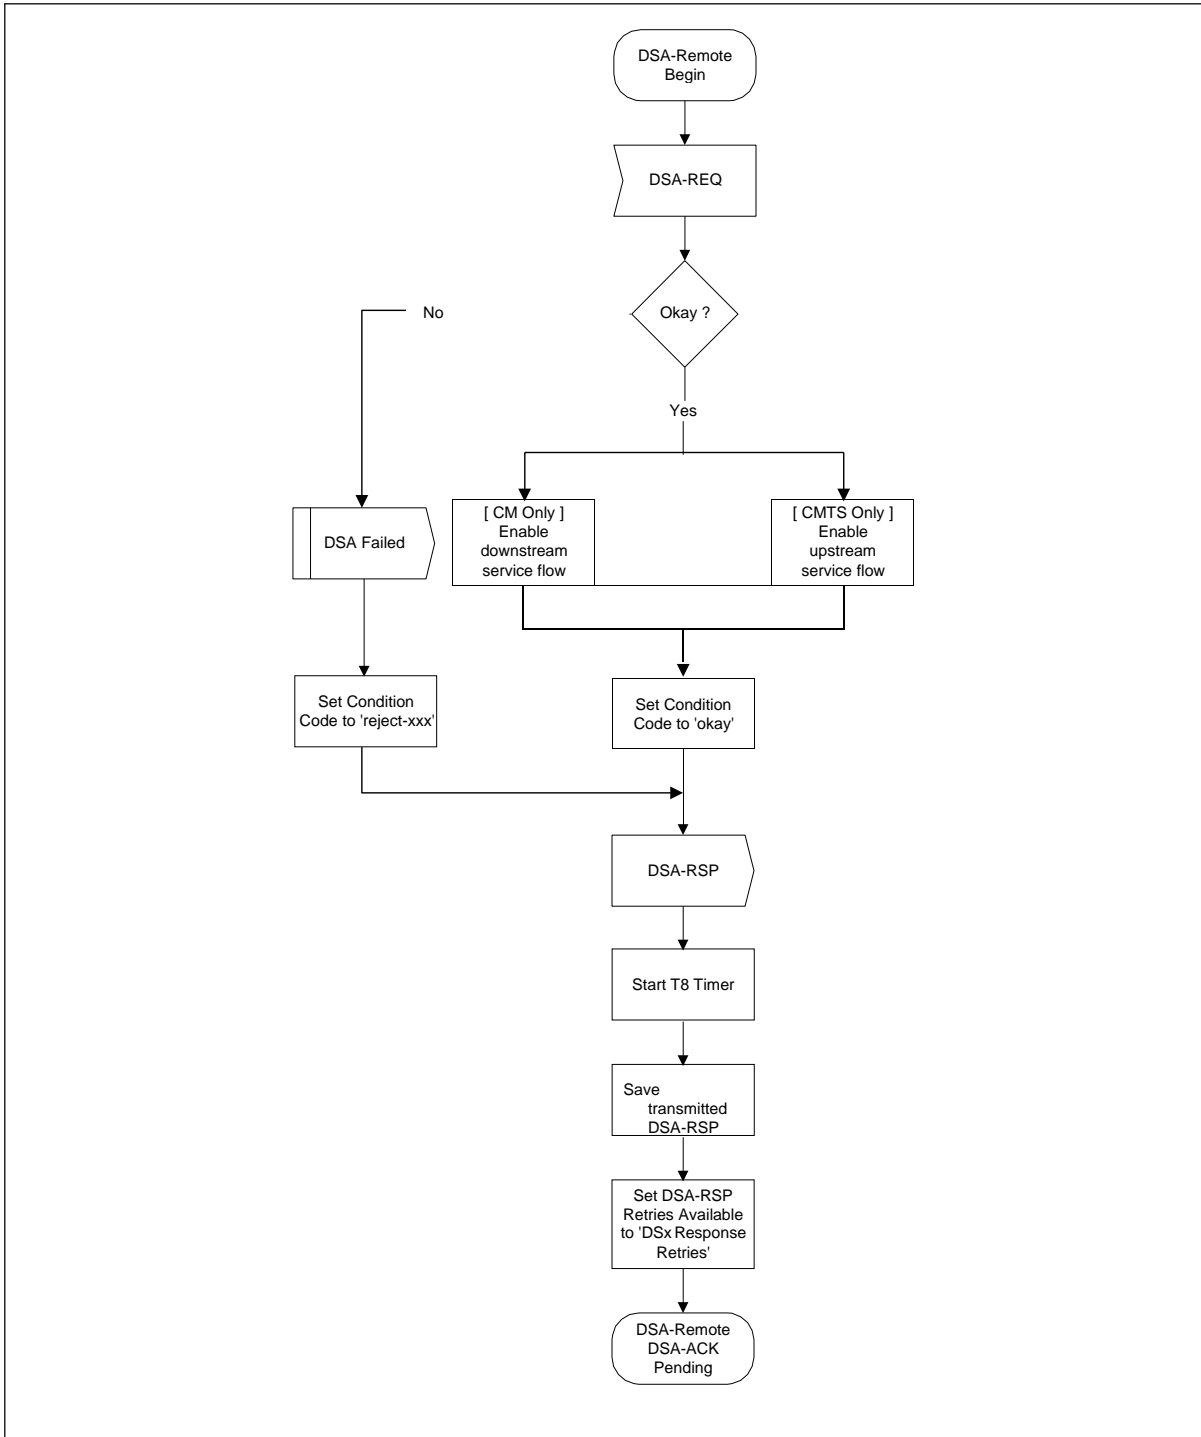 DSA-Remote
Begin
DSA-REQ
Okay ?
No
Yes
DSA Failed
[ CM Only ]
Enable
downstream
service flow
[ CMTS Only ]
Enable
upstream
service flow
Set Condition
Code to 'reject-xxx'
Set Condition
Code to 'okay'
DSA-RSP
Start T8 Timer
Save
transmitted
DSA-RSP
Set DSA-RSP
Retries Available
to 'DSx Response
Retries'
DSA-Remote
DSA-ACK
Pending